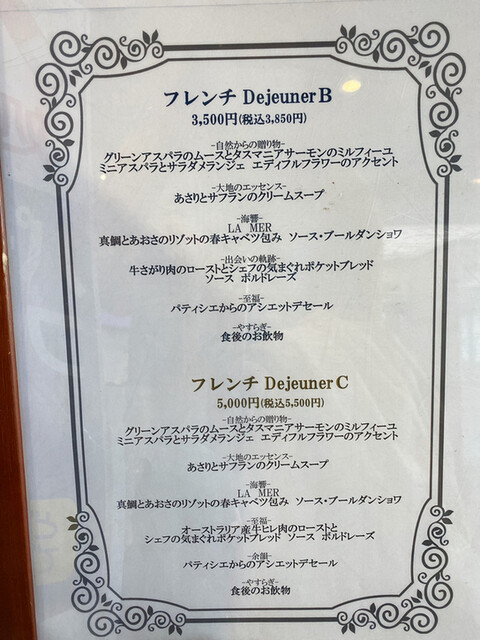 フレンチ Dejeuner B
3,500円(税込3,850円)
-自然からの贈り物-
グリーンアスパラのムースとタスマニアサーモンのミルフィーユ
ミニアスパラとサラダメランジェ エディフルフラワーのアクセント
-大地のエッセンス-
あさりとサフランのクリームスープ
-海響-
LA MER
真鯛とあおさのリゾットの春キャベツ包み ソース・ブールダンショワ
-出会いの軌跡-
牛さがり肉のローストとシェフの気まぐれポケットブレッド
ソース ボルドレーズ
-至福-
パティシエからのアシェットデセール
-やすらぎ-
食後のお飲物
フレンチ Dejeuner C
5,000円(税込5,500円)
-自然からの贈り物-
グリーンアスパラのムースとタスマニアサーモンのミルフィーユ
ミニアスパラとサラダメランジェ エディフルフラワーのアクセント
-大地のエッセンス-
あさりとサフランのクリームスープ
-海響-
LA MER
真鯛とあおさのリゾットの春キャベツ包み ソース・ブールダンショワ
-至福-
オーストラリア産牛ヒレ肉のローストと
シェフの気まぐれポケットブレッド ソース ボルドレーズ
-余韻-
パティシエからのアシエットデセール
-やすらぎ-
食後のお飲物